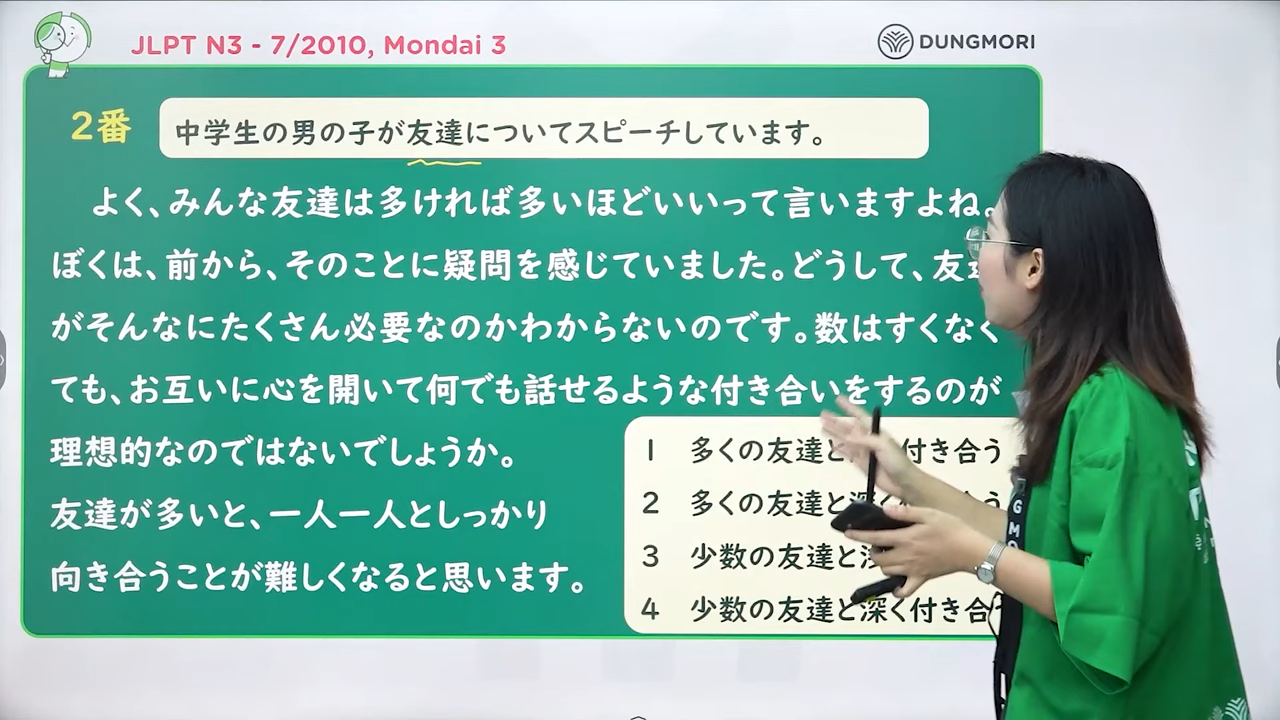 JLPT N3 - 7/2010, Mondai 3
DUNGMORI
2番
中学生の男の子が友達についてスピーチしています。
よく、みんな友達は多ければ多いほどいいって言いますよね。
ぼくは、前から、そのことに疑問を感じていました。どうして、友
がそんなにたくさん必要なのかわからないのです。数はすくなく
ても、お互いに心を開いて何でも話せるような付き合いをするのが
理想的なのではないでしょうか。
友達が多いと、一人一人としっかり
向き合うことが難しくなると思います。
1 多くの友達と 付き合う
2 多くの友達と深く 合う
3 少数の友達と
4 少数の友達と深く付き合